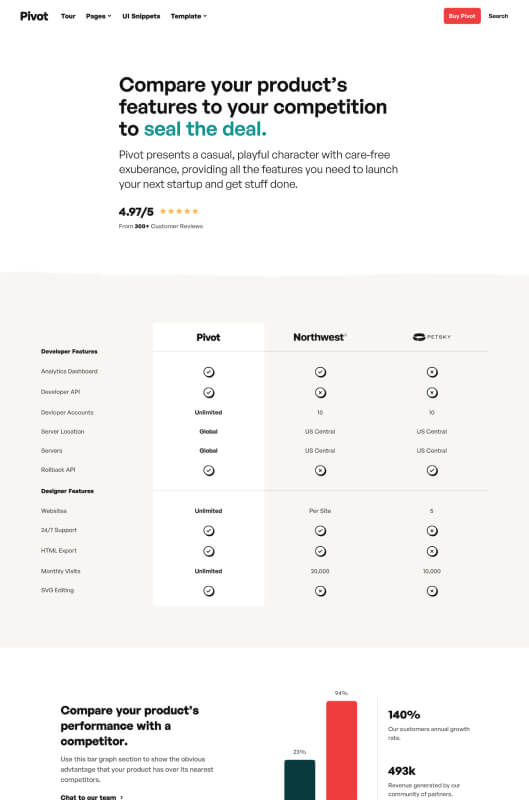 Pivot Tour Pages UI Snippets Template Buy Pivot Search
Compare your product's
features to your competition
to seal the deal.
Pivot presents a casual, playful character with care-free
exuberance, providing all the features you need to launch
your next startup and get stuff done.
4.97/5
From 300+ Customer Reviews
Pivot Northwest PETSKY
Developer Features
Analytics Dashboard
Developer API
Devloper Accounts Unlimited 10 10
Server Location Global US Central US Central
Servers Global US Central US Central
Rollback API
Designer Features
Websites Unlimited Per Site 5
24/7 Support
HTML Export
Monthly Visits Unlimited 20,000 10,000
SVG Editing
94%
Compare your product's
performance with a
competitor.
140%
Our customers annual growth
rate.
23%
Use this bar graph section to show the obvious
advtantage that your product has over its nearest
competitors.
493k
Revenue generated by our
community of partners.
Chat to our team